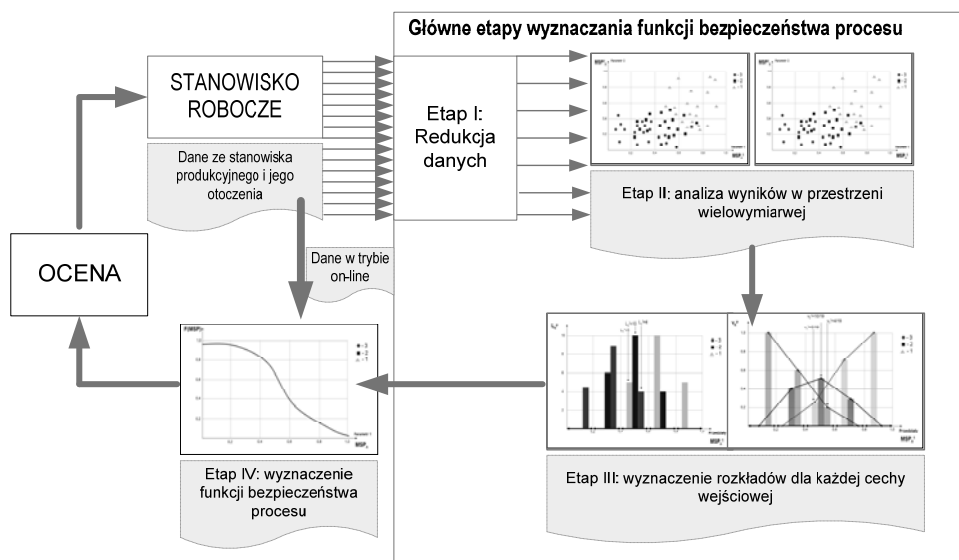 Główne etapy wyznaczania funkcji bezpieczeństwa procesu
STANOWISKO
ROBOCZE
Dane ze stanowiska
produkcyjnego i jego
otoczenia
Etap I:
Redukcja
danych
Etap II: analiza wyników w przestrzeni
wielowymiarwej
OCENA
Dane w trybie
on-line
P(MSP)
Etap IV: wyznaczenie
funkcji bezpieczeństwa
procesu
Etap III: wyznaczenie rozkładów dla każdej cechy
wejściowej